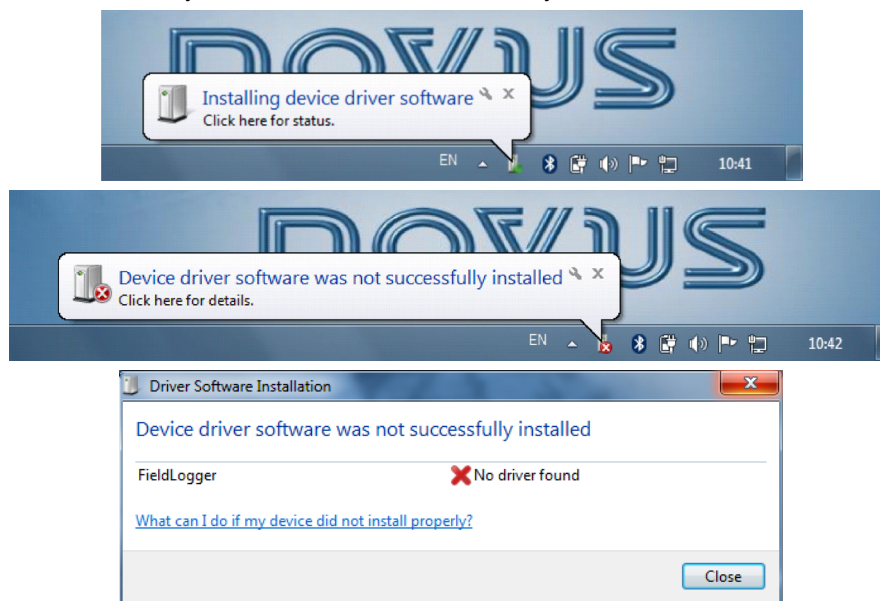 NOVUS
Installing device driver software
Click here for status.
EN
10:41
NOVUS
Device driver software was not successfully installed
Click here for details.
EN
10:42
Driver Software Installation
Device driver software was not successfully installed
FieldLogger No driver found
What can I do if my device did not install properly?
Close